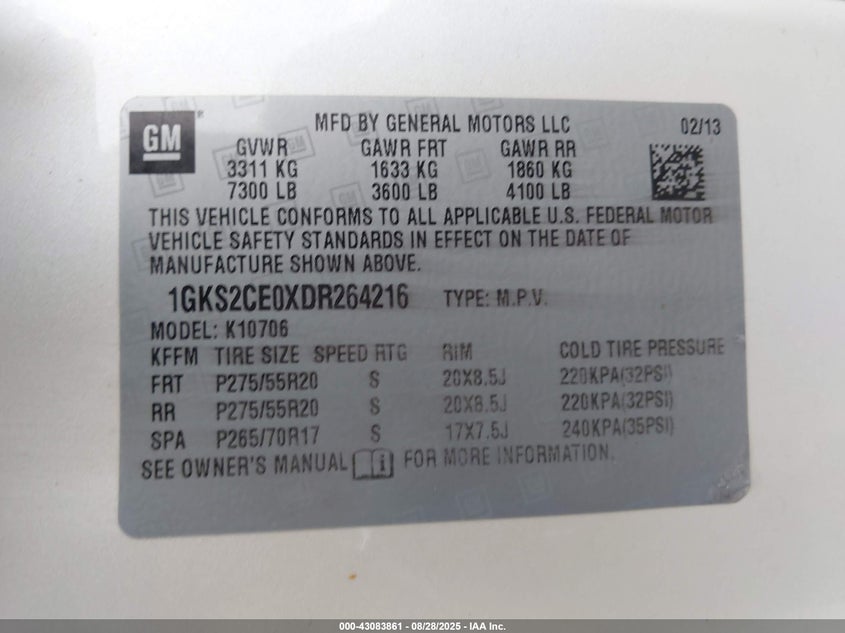 GM
MFD BY GENERAL MOTORS LLC 02/13
GVWR GAWR FRT GAWR RR
3311 KG 1633 KG 1860 KG
7300 LB 3600 LB 4100 LB
THIS VEHICLE CONFORMS TO ALL APPLICABLE U.S. FEDERAL MOTOR
VEHICLE SAFETY STANDARDS IN EFFECT ON THE DATE OF
MANUFACTURE SHOWN ABOVE.
1GKS2CE0XDR264216 TYPE: M.P.V.
MODEL: K10706
KFFM TIRE SIZE SPEED RTG RIM COLD TIRE PRESSURE
FRT P275/55R20 S 20X8.5J 220KPA(32PSI)
RR P275/55R20 S 20X8.5J 220KPA(32PSI)
SPA P265/70R17 S 17X7.5J 240KPA(35PSI)
SEE OWNER'S MANUAL i FOR MORE INFORMATION.
000-43083861 - 08/28/2025 - IAA Inc.